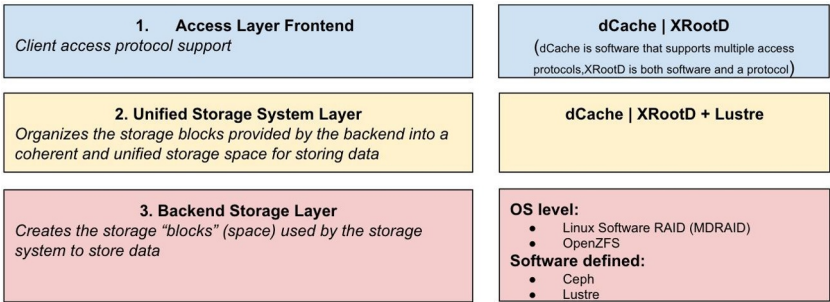 1. Access Layer Frontend
Client access protocol support
dCache | XRootD
(dCache is software that supports multiple access
protocols,XRootD is both software and a protocol)
2. Unified Storage System Layer
Organizes the storage blocks provided by the backend into a
coherent and unified storage space for storing data
dCache | XRootD + Lustre
3. Backend Storage Layer
Creates the storage “blocks” (space) used by the storage
system to store data
OS level:
● Linux Software RAID (MDRAID)
● OpenZFS
Software defined:
● Ceph
● Lustre